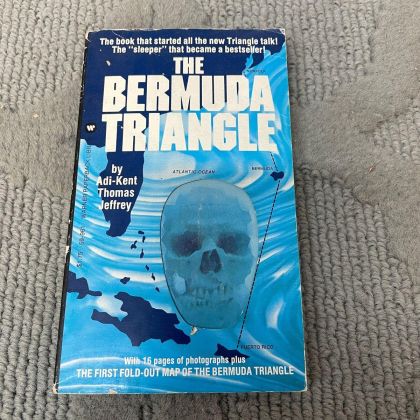 The book that started all the new Triangle talk!
The "sleeper" that became a bestseller!
THE
BERMUDA
TRIANGLE
by
Adi-Kent
Thomas
Jeffrey
ATLANTIC OCEAN
BERMUDA
PUERTO RICO
With 16 pages of photographs plus
THE FIRST FOLD-OUT MAP OF THE BERMUDA TRIANGLE